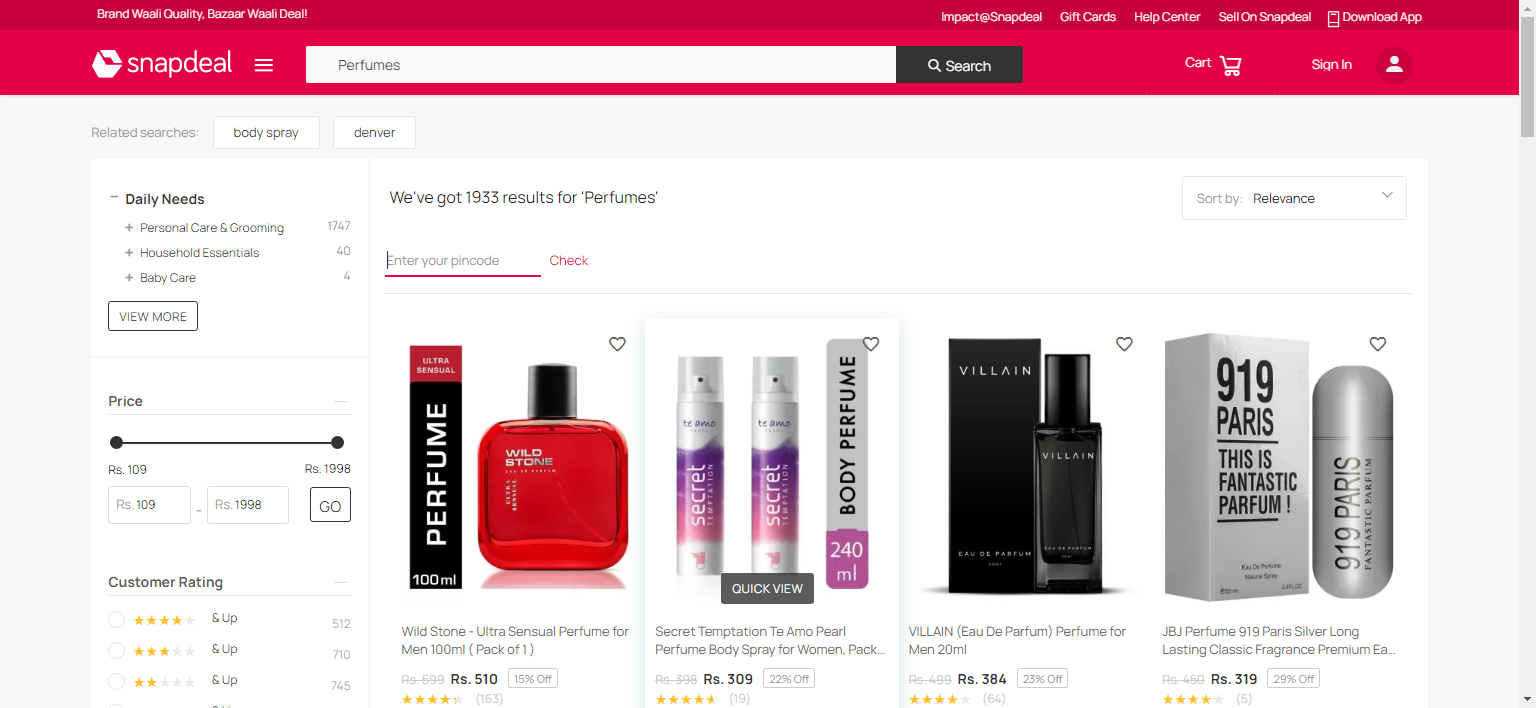 Brand Waali Quality, Bazaar Waali Deal!
Impact@Snapdeal Gift Cards Help Center Sell On Snapdeal Download App
snapdeal
Perfumes
Search
Cart
Sign In
Related searches: body spray denver
Daily Needs
Personal Care & Grooming 1747
Household Essentials 40
Baby Care 4
VIEW MORE
Price
Rs. 109 Rs. 1998
Rs. 109 - Rs. 1998 GO
Customer Rating
& Up 512
& Up 710
& Up 745
We've got 1933 results for 'Perfumes'
Sort by: Relevance
Enter your pincode Check
ULTRA
SENSUAL
PERFUME
100ml
WILD
STONE
EAU DE PARFUM
ULTRA
SENSUAL
Wild Stone - Ultra Sensual Perfume for
Men 100ml ( Pack of 1 )
Rs. 599 Rs. 510 15% Off
(163)
te amo
PEARL
secret
TEMPTATION
te amo
PEARL
secret
TEMPTATION
BODY PERFUME
240
ml
QUICK VIEW
Secret Temptation Te Amo Pearl
Perfume Body Spray for Women, Pack...
Rs. 398 Rs. 309 22% Off
(19)
VILLAIN
EAU DE PARFUM
VILLAIN
EAU DE PARFUM
VILLAIN (Eau De Parfum) Perfume for
Men 20ml
Rs. 499 Rs. 384 23% Off
(64)
919
PARIS
THIS IS
FANTASTIC
PARFUM !
Eau De Perfume
Natural Spray
919 PARIS
FANTASTIC PARFUM
JBJ Perfume 919 Paris Silver Long
Lasting Classic Fragrance Premium Ea...
Rs. 450 Rs. 319 29% Off
(5)